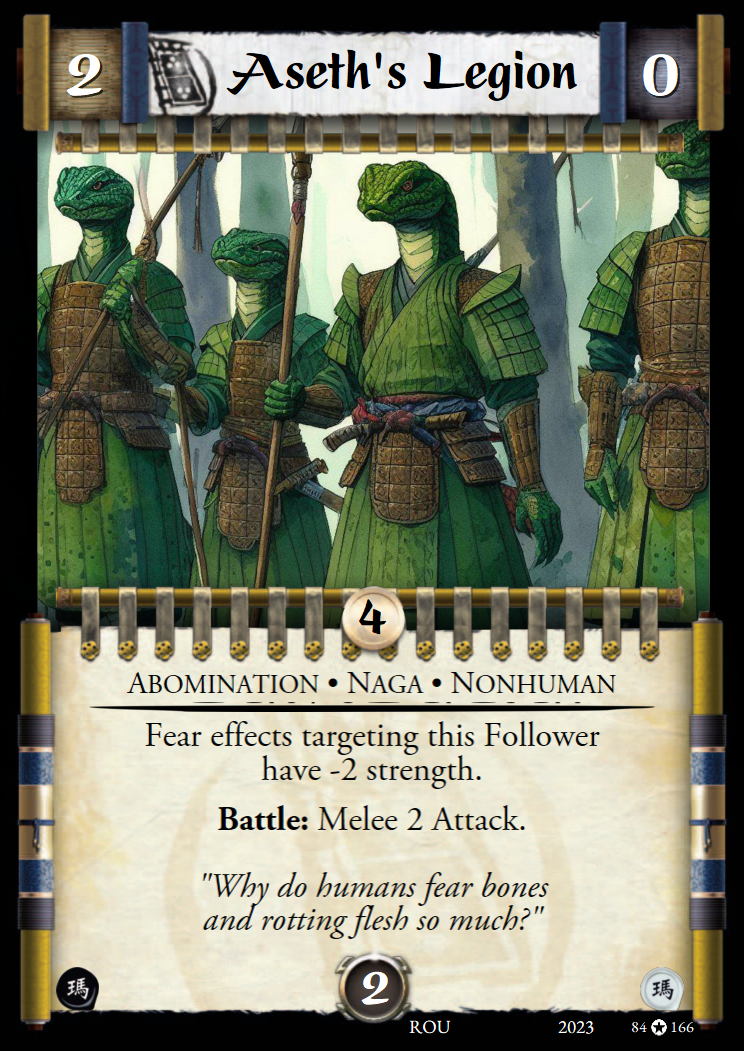 2
Aseth's Legion
0
4
Abomination • Naga • Nonhuman
Fear effects targeting this Follower
have -2 strength.
Battle: Melee 2 Attack.
"Why do humans fear bones
and rotting flesh so much?"
瑪
2
瑪
ROU 2023 84 ✪ 166